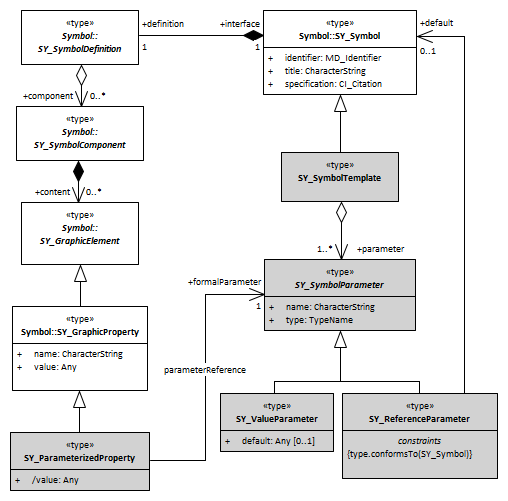 «type»
Symbol::
SY_SymbolDefinition
+definition
+interface
1
1
«type»
Symbol::SY_Symbol
+ identifier: MD_Identifier
+ title: CharacterString
+ specification: CI_Citation
+default
0..1
+component
0..*
«type»
Symbol::
SY_SymbolComponent
«type»
SY_SymbolTemplate
+content
0..*
«type»
Symbol::
SY_GraphicElement
1..*
+parameter
«type»
SY_SymbolParameter
+ name: CharacterString
+ type: TypeName
+formalParameter
1
«type»
Symbol::SY_GraphicProperty
+ name: CharacterString
+ value: Any
parameterReference
«type»
SY_ValueParameter
+ default: Any [0..1]
«type»
SY_ReferenceParameter
constraints
{type.conformsTo(SY_Symbol)}
«type»
SY_ParameterizedProperty
+ /value: Any